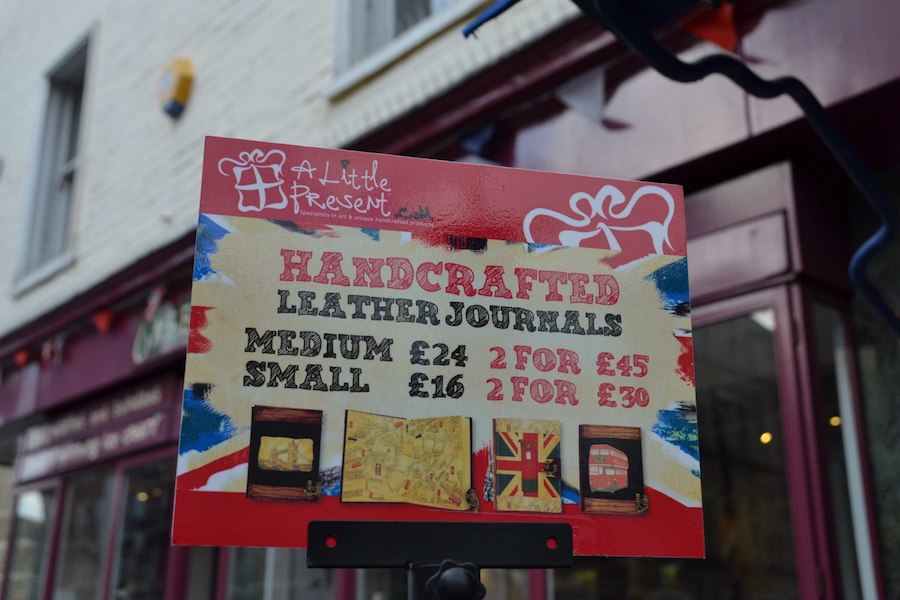 A Little
Present.com
Specialists in art & unique handcrafted products
HANDCRAFTED
LEATHER JOURNALS
MEDIUM £24 2 FOR £45
SMALL £16 2 FOR £30